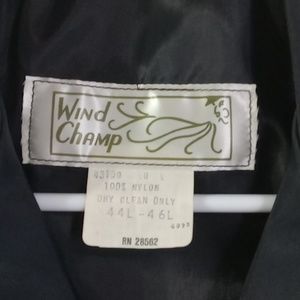 WIND
CHAMP
100% NYLON
DRY CLEAN ONLY
44L-46L
RN 28562